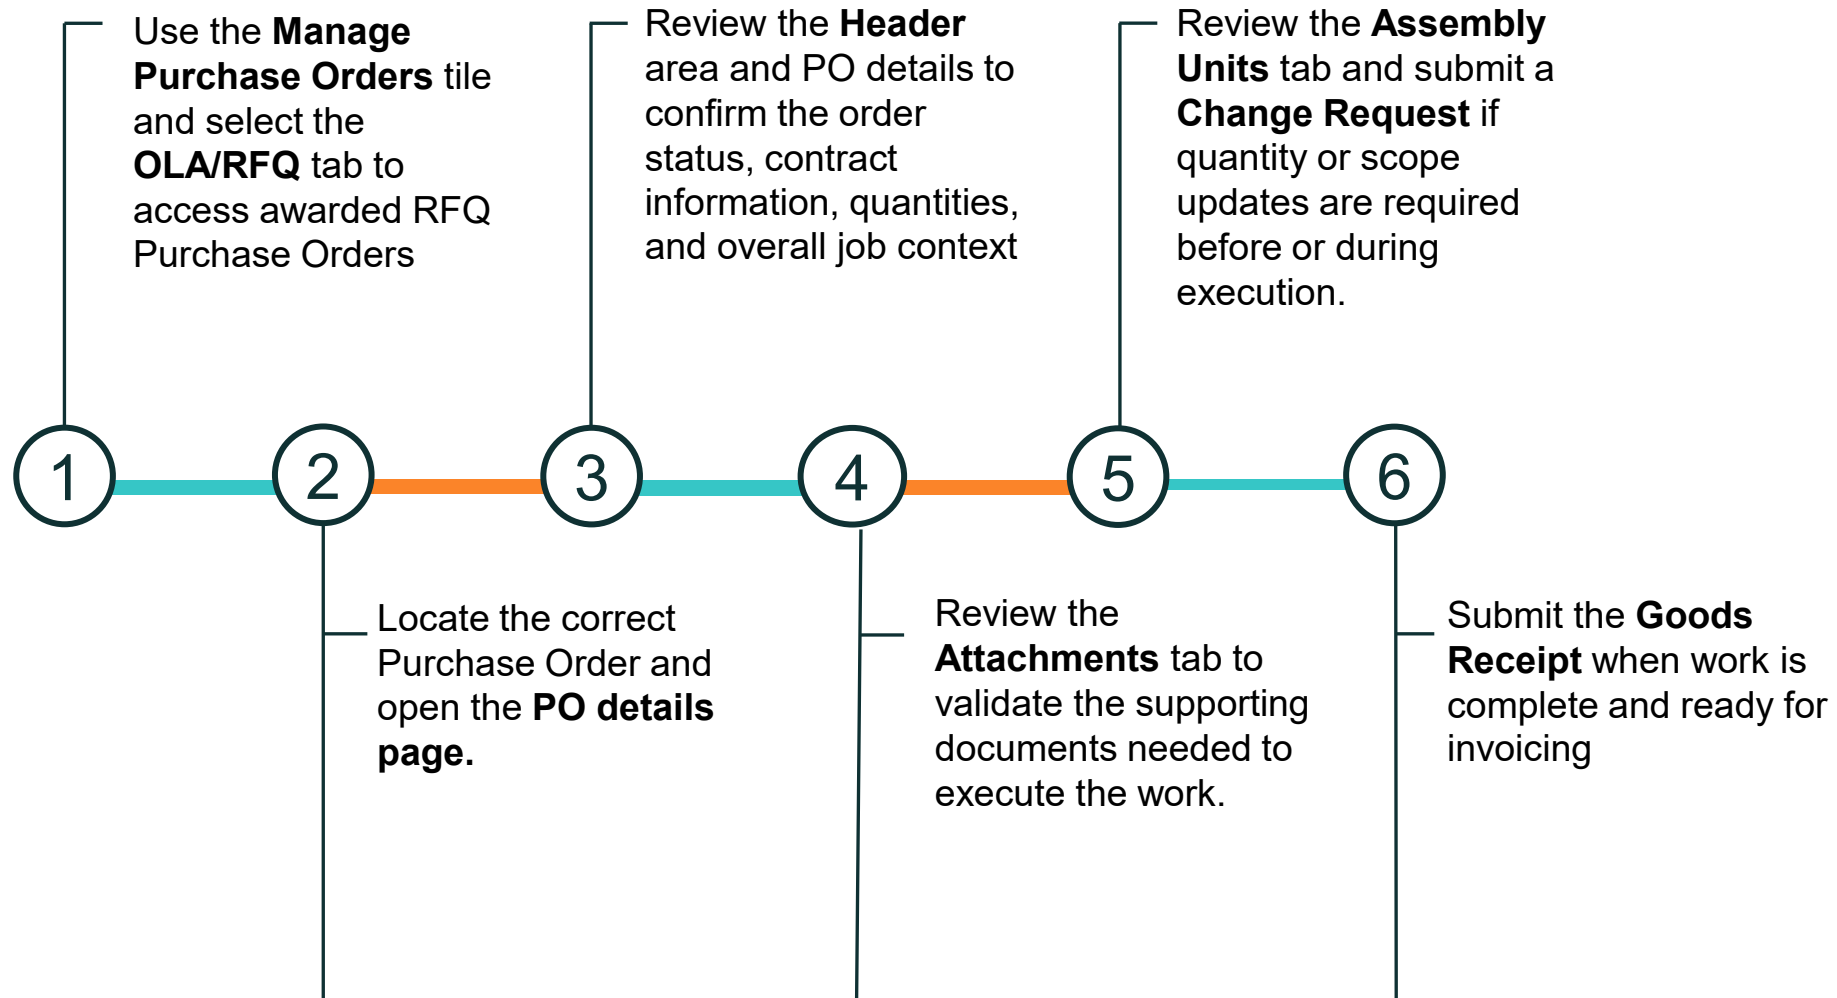 Use the Manage
Purchase Orders tile
and select the
OLA/RFQ tab to
access awarded RFQ
Purchase Orders
Review the Header
area and PO details to
confirm the order
status, contract
information, quantities,
and overall job context
Review the Assembly
Units tab and submit a
Change Request if
quantity or scope
updates are required
before or during
execution.
1
2
3
4
5
6
Locate the correct
Purchase Order and
open the PO details
page.
Review the
Attachments tab to
validate the supporting
documents needed to
execute the work.
Submit the Goods
Receipt when work is
complete and ready for
invoicing